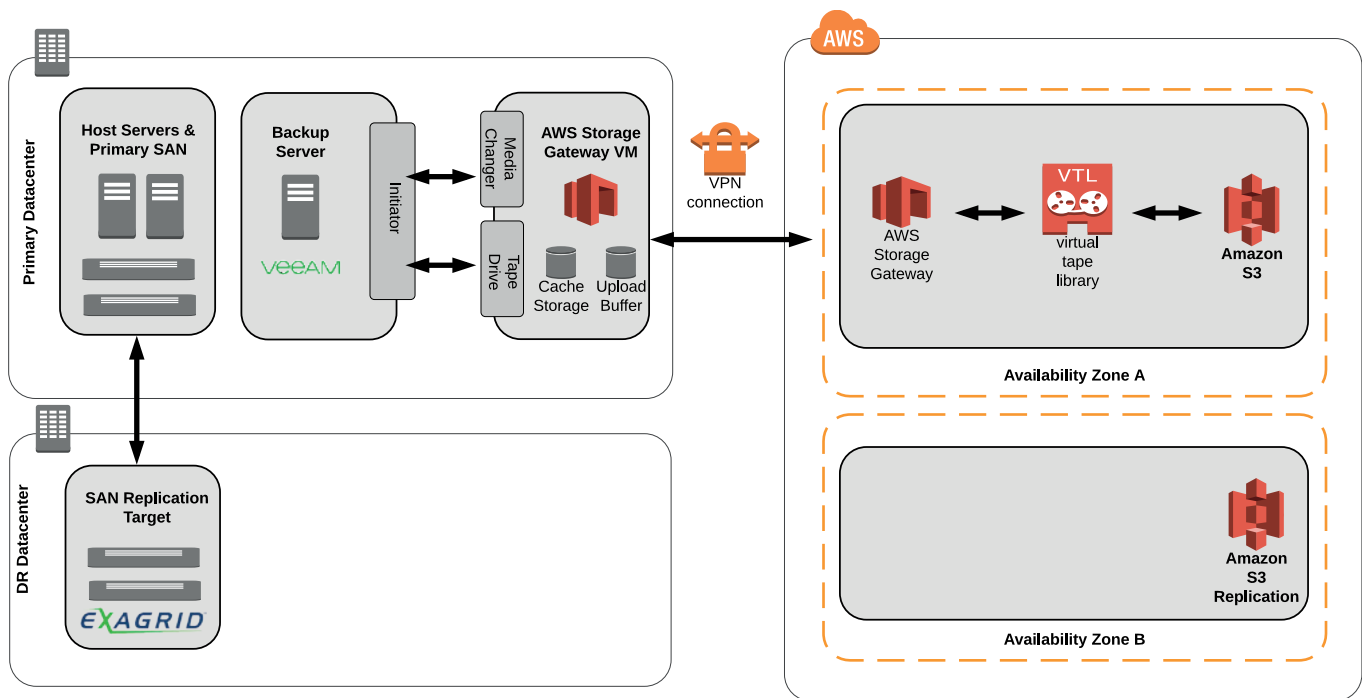 AWS
Primary Datacenter
Host Servers &
Primary SAN
Backup
Server
veeAM
Initiator
Media
Changer
Tape
Drive
AWS Storage
Gateway VM
Cache
Storage
Upload
Buffer
VPN
connection
AWS
Storage
Gateway
VTL
virtual
tape
library
Amazon
S3
Availability Zone A
DR Datacenter
SAN Replication
Target
EXAGRID
Amazon
S3
Replication
Availability Zone B